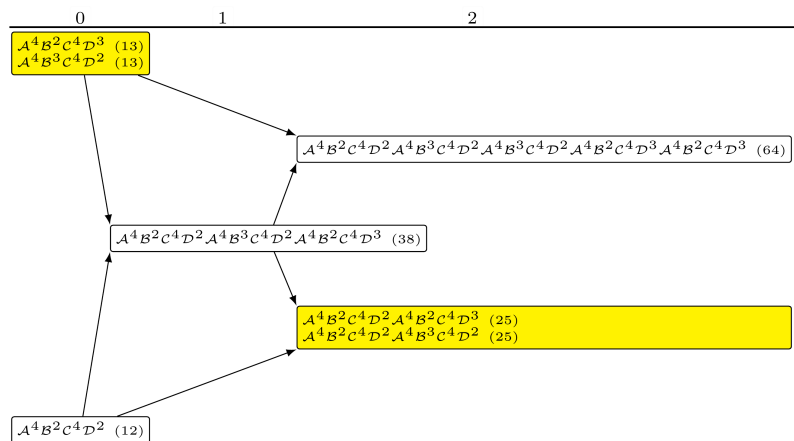 0 1 2
𝒜⁴ℬ²𝒞⁴𝒟³ (13)
𝒜⁴ℬ³𝒞⁴𝒟² (13)
𝒜⁴ℬ²𝒞⁴𝒟²𝒜⁴ℬ³𝒞⁴𝒟²𝒜⁴ℬ³𝒞⁴𝒟²𝒜⁴ℬ²𝒞⁴𝒟³𝒜⁴ℬ²𝒞⁴𝒟³ (64)
𝒜⁴ℬ²𝒞⁴𝒟²𝒜⁴ℬ³𝒞⁴𝒟²𝒜⁴ℬ²𝒞⁴𝒟³ (38)
𝒜⁴ℬ²𝒞⁴𝒟²𝒜⁴ℬ²𝒞⁴𝒟³ (25)
𝒜⁴ℬ²𝒞⁴𝒟²𝒜⁴ℬ³𝒞⁴𝒟² (25)
𝒜⁴ℬ²𝒞⁴𝒟² (12)